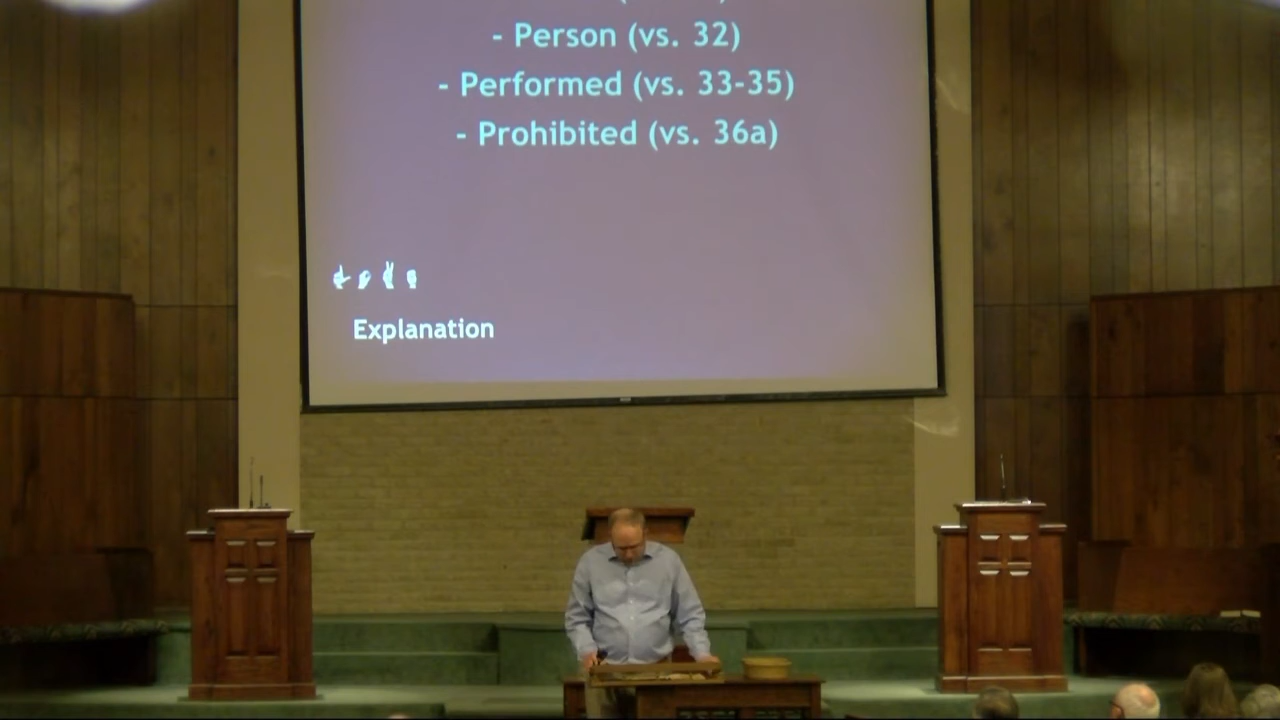 - Person (vs. 32)
- Performed (vs. 33-35)
- Prohibited (vs. 36a)
Explanation